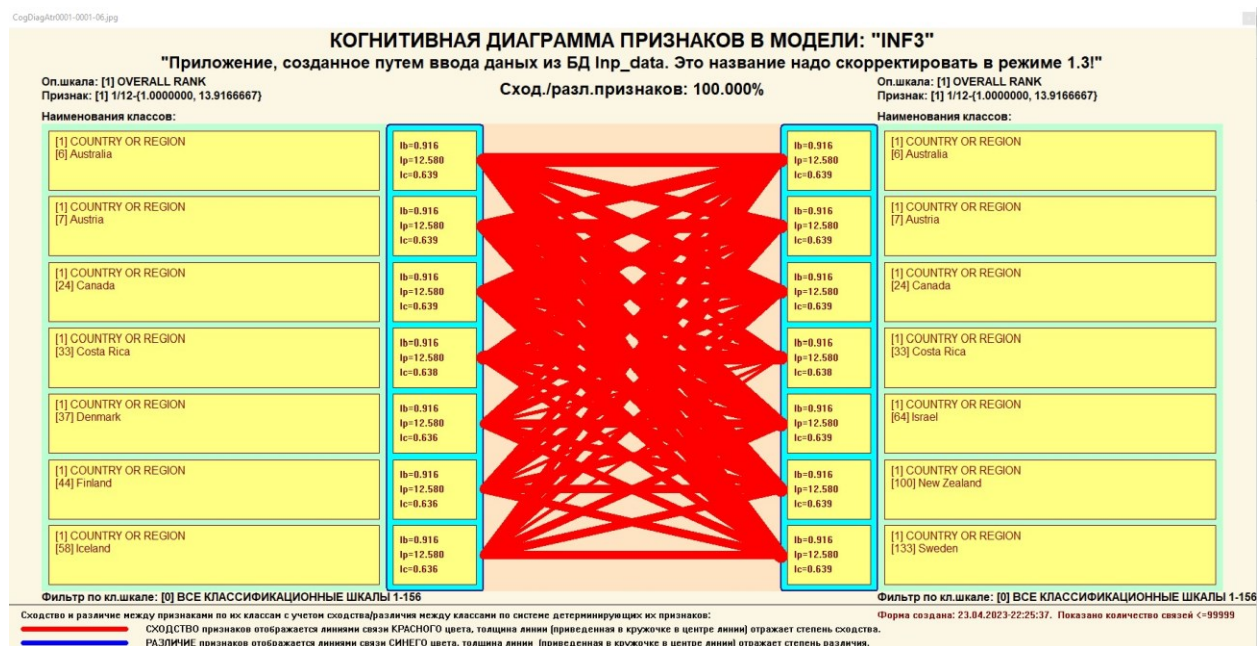 CogDiagAtr0001-0001-06.jpg
КОГНИТИВНАЯ ДИАГРАММА ПРИЗНАКОВ В МОДЕЛИ: "INF3"
"Приложение, созданное путем ввода даных из БД Inp_data. Это название надо скорректировать в режиме 1.3!"
Оп.шкала: [1] OVERALL RANK
Признак: [1] 1/12-{1.0000000, 13.9166667}
Сход./разл.признаков: 100.000%
Оп.шкала: [1] OVERALL RANK
Признак: [1] 1/12-{1.0000000, 13.9166667}
Наименования классов:
Наименования классов:
[1] COUNTRY OR REGION
[6] Australia
Ib=0.916
Ip=12.580
Ic=0.639
Ib=0.916
Ip=12.580
Ic=0.639
[1] COUNTRY OR REGION
[6] Australia
[1] COUNTRY OR REGION
[7] Austria
Ib=0.916
Ip=12.580
Ic=0.639
Ib=0.916
Ip=12.580
Ic=0.639
[1] COUNTRY OR REGION
[7] Austria
[1] COUNTRY OR REGION
[24] Canada
Ib=0.916
Ip=12.580
Ic=0.639
Ib=0.916
Ip=12.580
Ic=0.639
[1] COUNTRY OR REGION
[24] Canada
[1] COUNTRY OR REGION
[33] Costa Rica
Ib=0.916
Ip=12.580
Ic=0.638
Ib=0.916
Ip=12.580
Ic=0.638
[1] COUNTRY OR REGION
[33] Costa Rica
[1] COUNTRY OR REGION
[37] Denmark
Ib=0.916
Ip=12.580
Ic=0.636
Ib=0.916
Ip=12.580
Ic=0.639
[1] COUNTRY OR REGION
[64] Israel
[1] COUNTRY OR REGION
[44] Finland
Ib=0.916
Ip=12.580
Ic=0.636
Ib=0.916
Ip=12.580
Ic=0.639
[1] COUNTRY OR REGION
[100] New Zealand
[1] COUNTRY OR REGION
[58] Iceland
Ib=0.916
Ip=12.580
Ic=0.636
Ib=0.916
Ip=12.580
Ic=0.639
[1] COUNTRY OR REGION
[133] Sweden
Фильтр по кл.шкале: [0] ВСЕ КЛАССИФИКАЦИОННЫЕ ШКАЛЫ 1-156
Фильтр по кл.шкале: [0] ВСЕ КЛАССИФИКАЦИОННЫЕ ШКАЛЫ 1-156
Сходство и различие между признаками по их классам с учетом сходства/различия между классами по системе детерминирующих их признаков:
Форма создана: 23.04.2023-22:25:37. Показано количество связей <=99999
СХОДСТВО признаков отображается линиями связи КРАСНОГО цвета, толщина линии (приведенная в кружочке в центре линии) отражает степень сходства.
РАЗЛИЧИЕ признаков отображается линиями связи СИНЕГО цвета, толщина линии (приведенная в кружочке в центре линии) отражает степень различия.